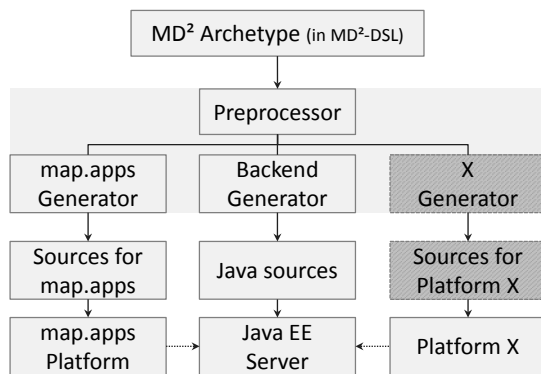 MD² Archetype (in MD²-DSL)
Preprocessor
map.apps
Generator
Backend
Generator
X
Generator
Sources for
map.apps
Java sources
Sources for
Platform X
map.apps
Platform
Java EE
Server
Platform X